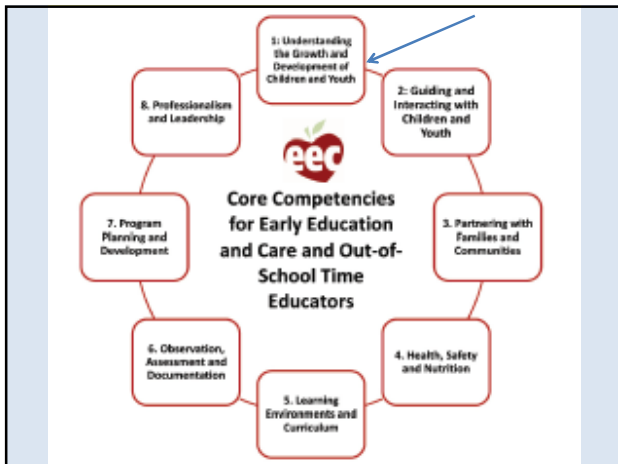 1: Understanding
the Growth and
Development of
Children and Youth
2: Guiding and
Interacting with
Children and
Youth
3. Partnering with
Families and
Communities
4. Health, Safety
and Nutrition
5. Learning
Environments and
Curriculum
6. Observation,
Assessment and
Documentation
7. Program
Planning and
Development
8. Professionalism
and Leadership
eec
Core Competencies
for Early Education
and Care and Out-of-
School Time
Educators